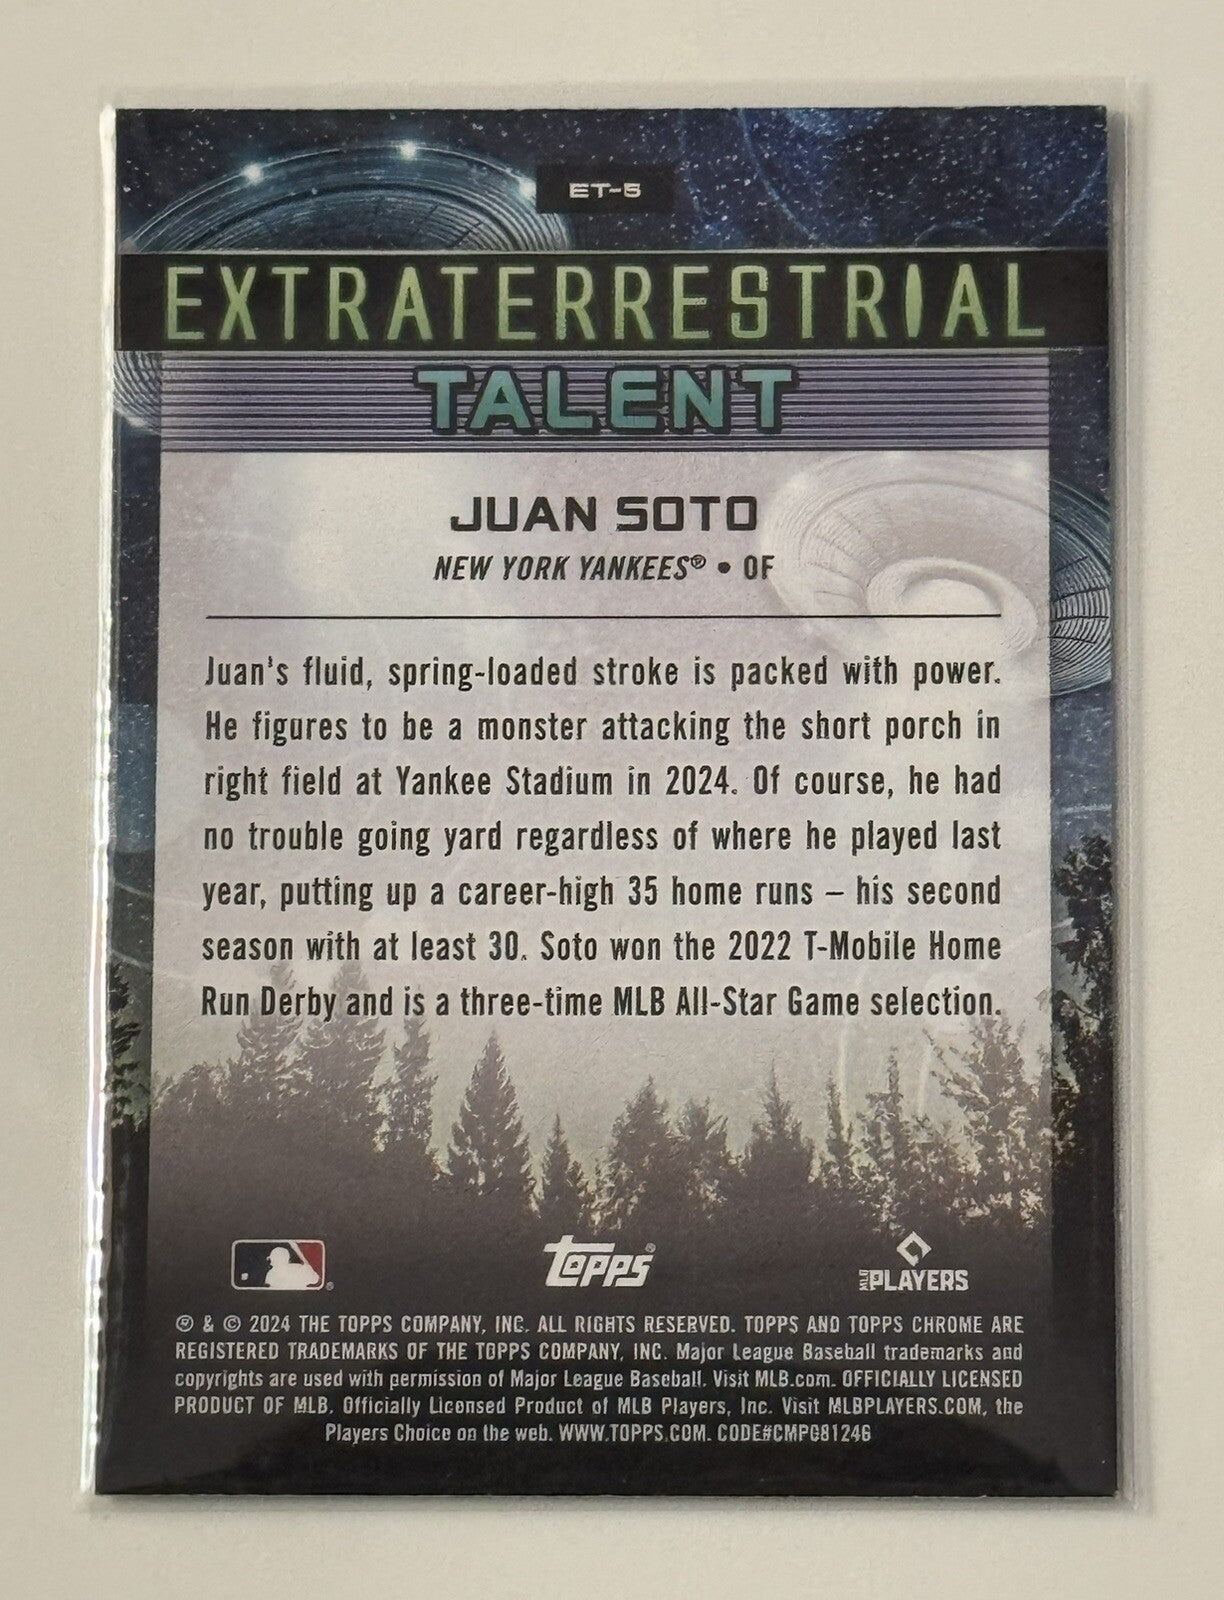 ET-5
EXTRATERRESTRIAL
TALENT
JUAN SOTO
NEW YORK YANKEES® • OF
Juan's fluid, spring-loaded stroke is packed with power.
He figures to be a monster attacking the short porch in
right field at Yankee Stadium in 2024. Of course, he had
no trouble going yard regardless of where he played last
year, putting up a career-high 35 home runs – his second
season with at least 30. Soto won the 2022 T-Mobile Home
Run Derby and is a three-time MLB All-Star Game selection.
Topps®
MLB PLAYERS
® & © 2024 THE TOPPS COMPANY, INC. ALL RIGHTS RESERVED. TOPPS AND TOPPS CHROME ARE
REGISTERED TRADEMARKS OF THE TOPPS COMPANY, INC. Major League Baseball trademarks and
copyrights are used with permission of Major League Baseball. Visit MLB.com. OFFICIALLY LICENSED
PRODUCT OF MLB. Officially Licensed Product of MLB Players, Inc. Visit MLBPLAYERS.COM, the
Players Choice on the web. WWW.TOPPS.COM. CODE#CMP081246